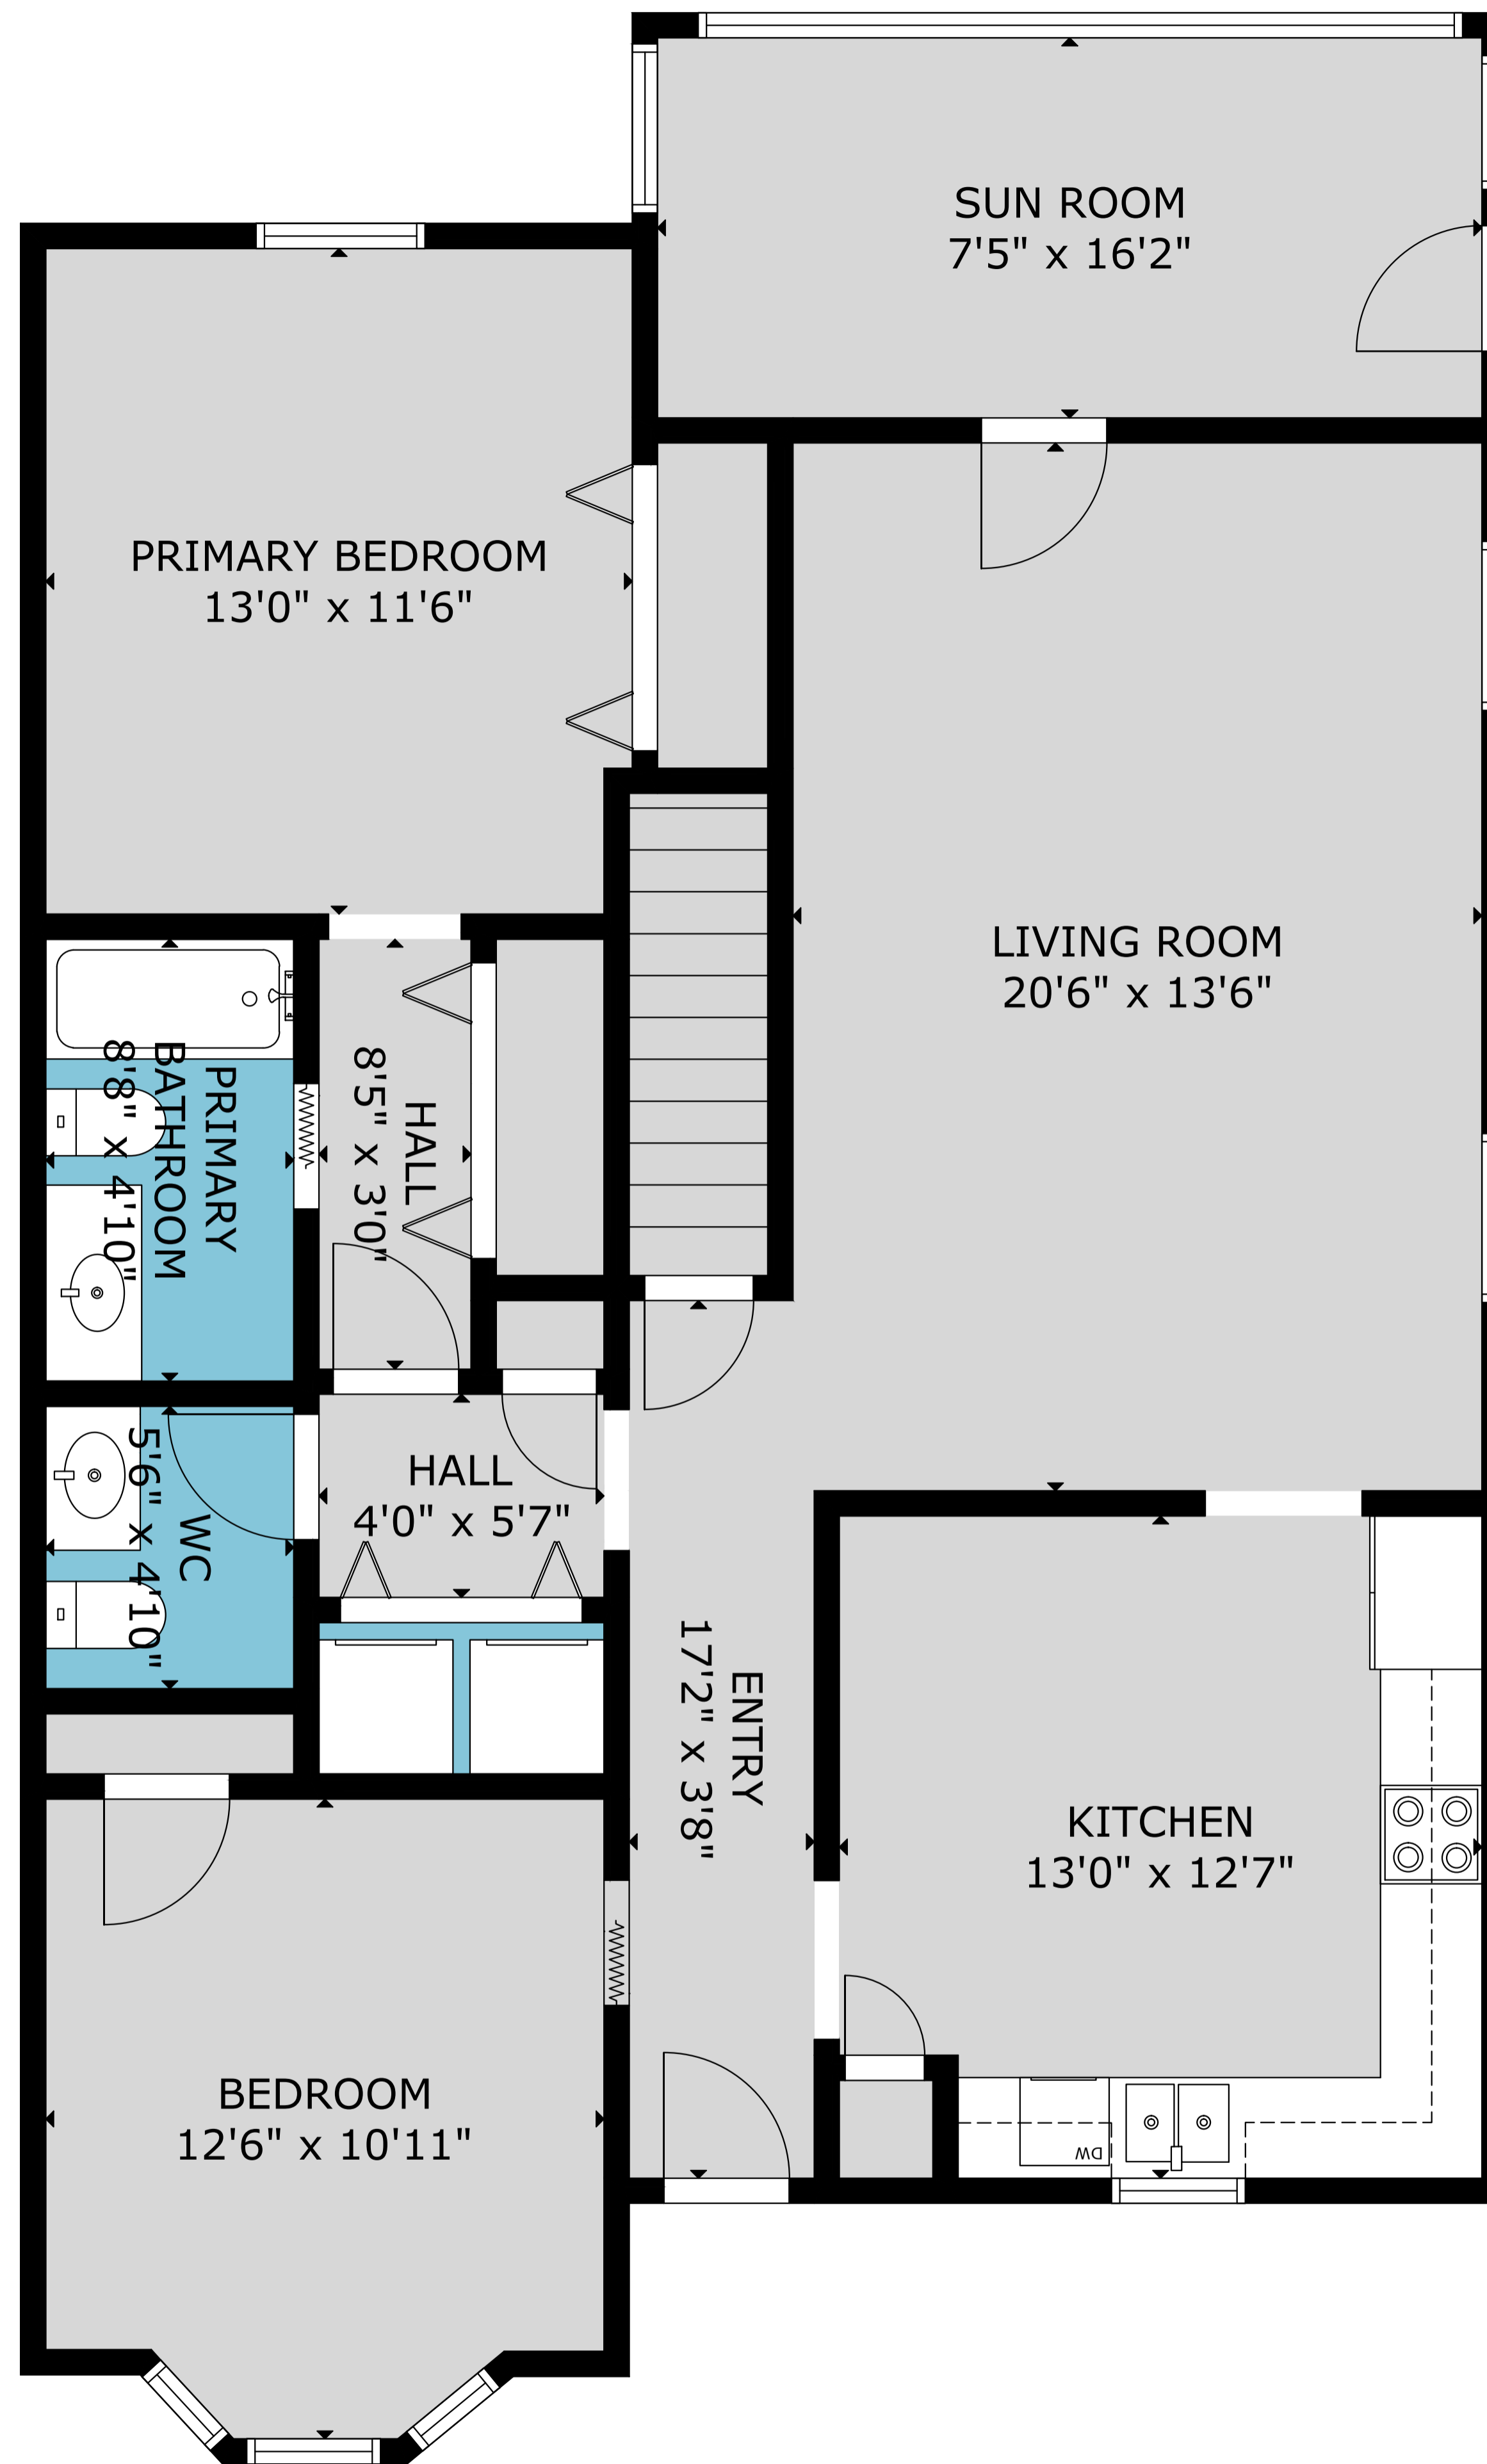 SUN ROOM
7'5" x 16'2"
PRIMARY BEDROOM
13'0" x 11'6"
LIVING ROOM
20'6" x 13'6"
PRIMARY
BATHROOM
8'8" x 4'10"
HALL
8'5" x 3'0"
HALL
4'0" x 5'7"
WC
5'6" x 4'10"
ENTRY
17'2" x 3'8"
KITCHEN
13'0" x 12'7"
BEDROOM
12'6" x 10'11"
DW